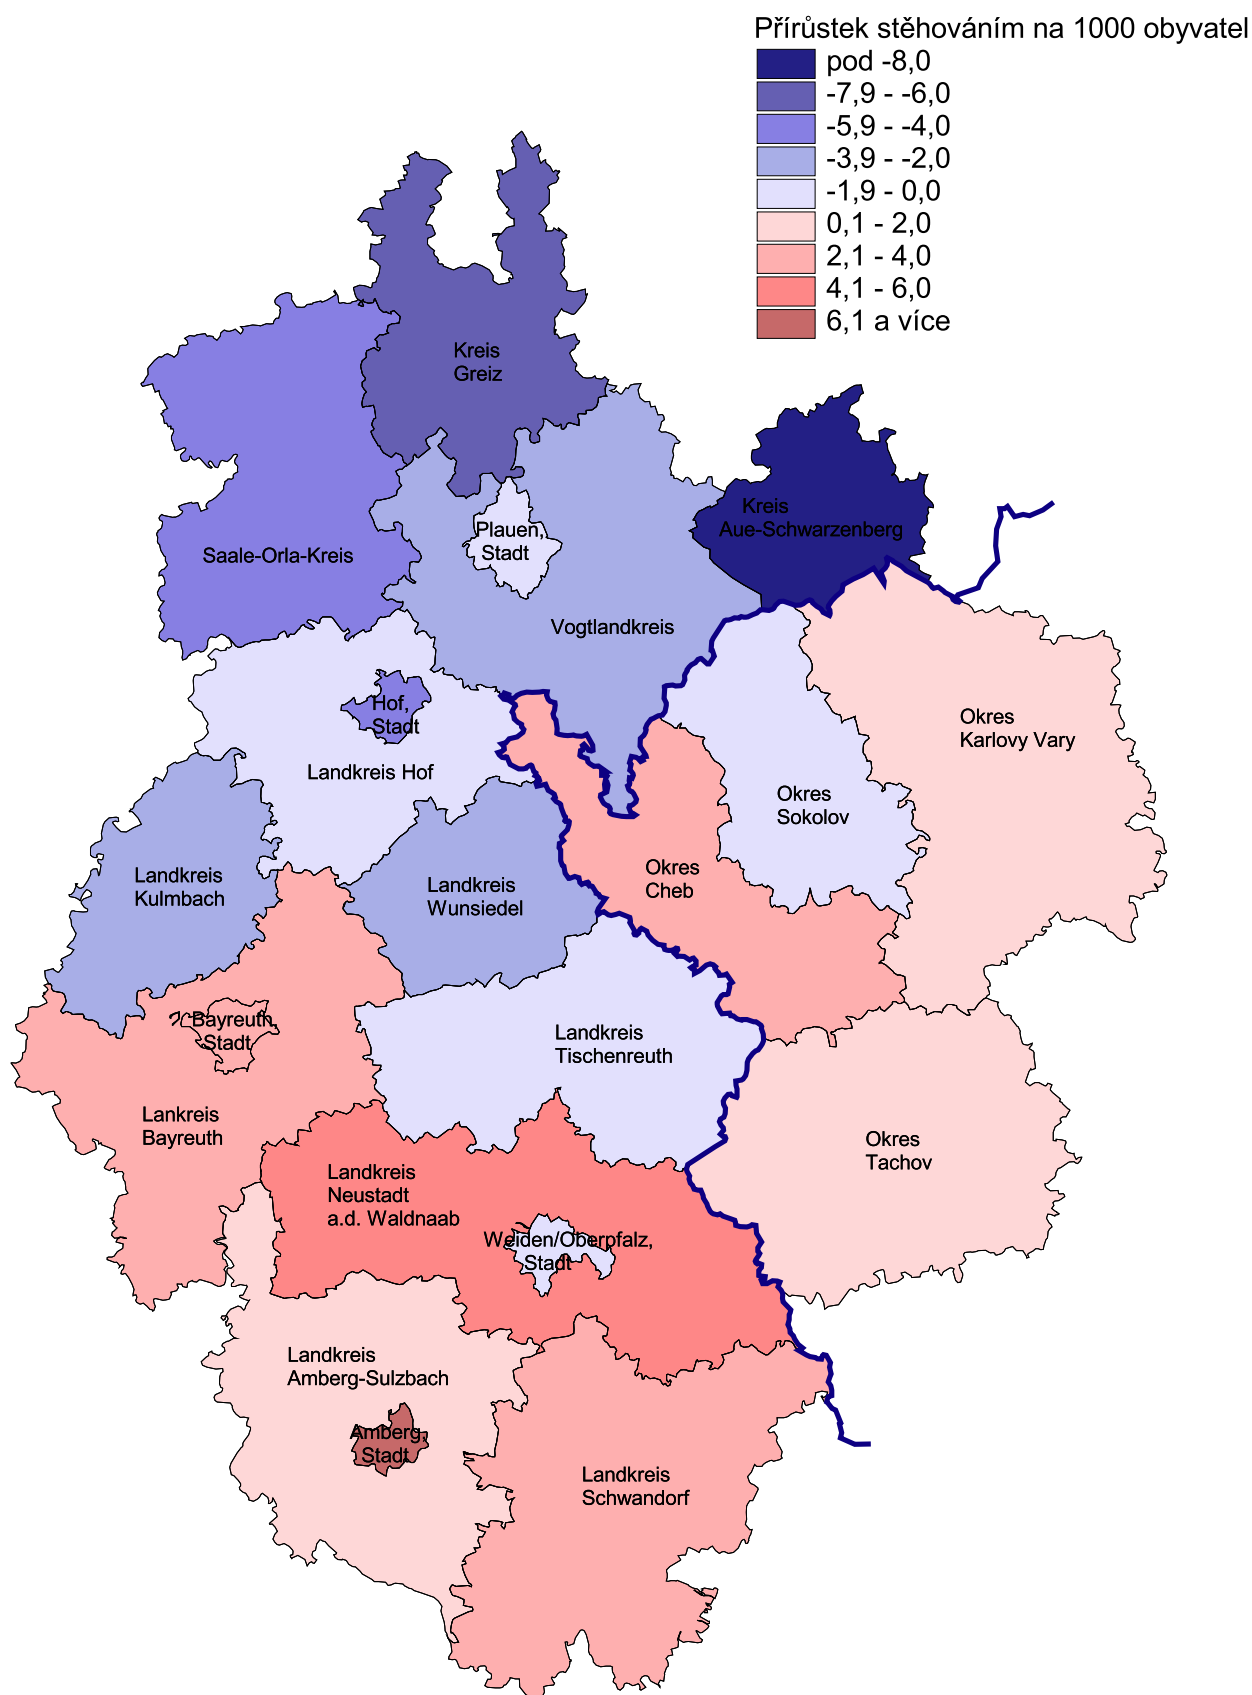 Přírůstek stěhováním na 1000 obyvatel
pod -8,0
-7,9 - -6,0
-5,9 - -4,0
-3,9 - -2,0
-1,9 - 0,0
0,1 - 2,0
2,1 - 4,0
4,1 - 6,0
6,1 a více
Kreis
Greiz
Kreis
Aue-Schwarzenberg
Plauen,
Stadt
Saale-Orla-Kreis
Vogtlandkreis
Hof,
Stadt
Landkreis Hof
Okres
Karlovy Vary
Okres
Sokolov
Okres
Cheb
Landkreis
Kulmbach
Landkreis
Wunsiedel
Bayreuth,
Stadt
Landkreis
Tischenreuth
Lankreis
Bayreuth
Okres
Tachov
Landkreis
Neustadt
a.d. Waldnaab
Weiden/Oberpfalz,
Stadt
Landkreis
Amberg-Sulzbach
Amberg,
Stadt
Landkreis
Schwandorf